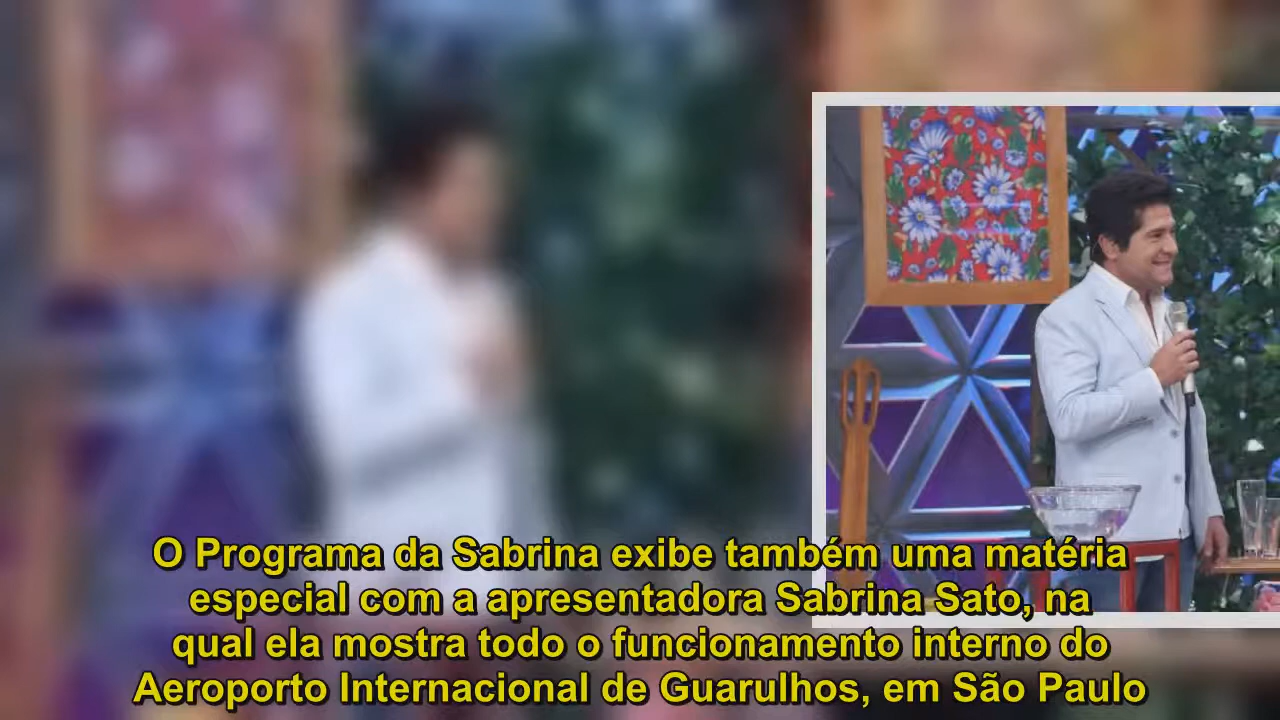 O Programa da Sabrina exibe também uma matéria
especial com a apresentadora Sabrina Sato, na
qual ela mostra todo o funcionamento interno do
Aeroporto Internacional de Guarulhos, em São Paulo